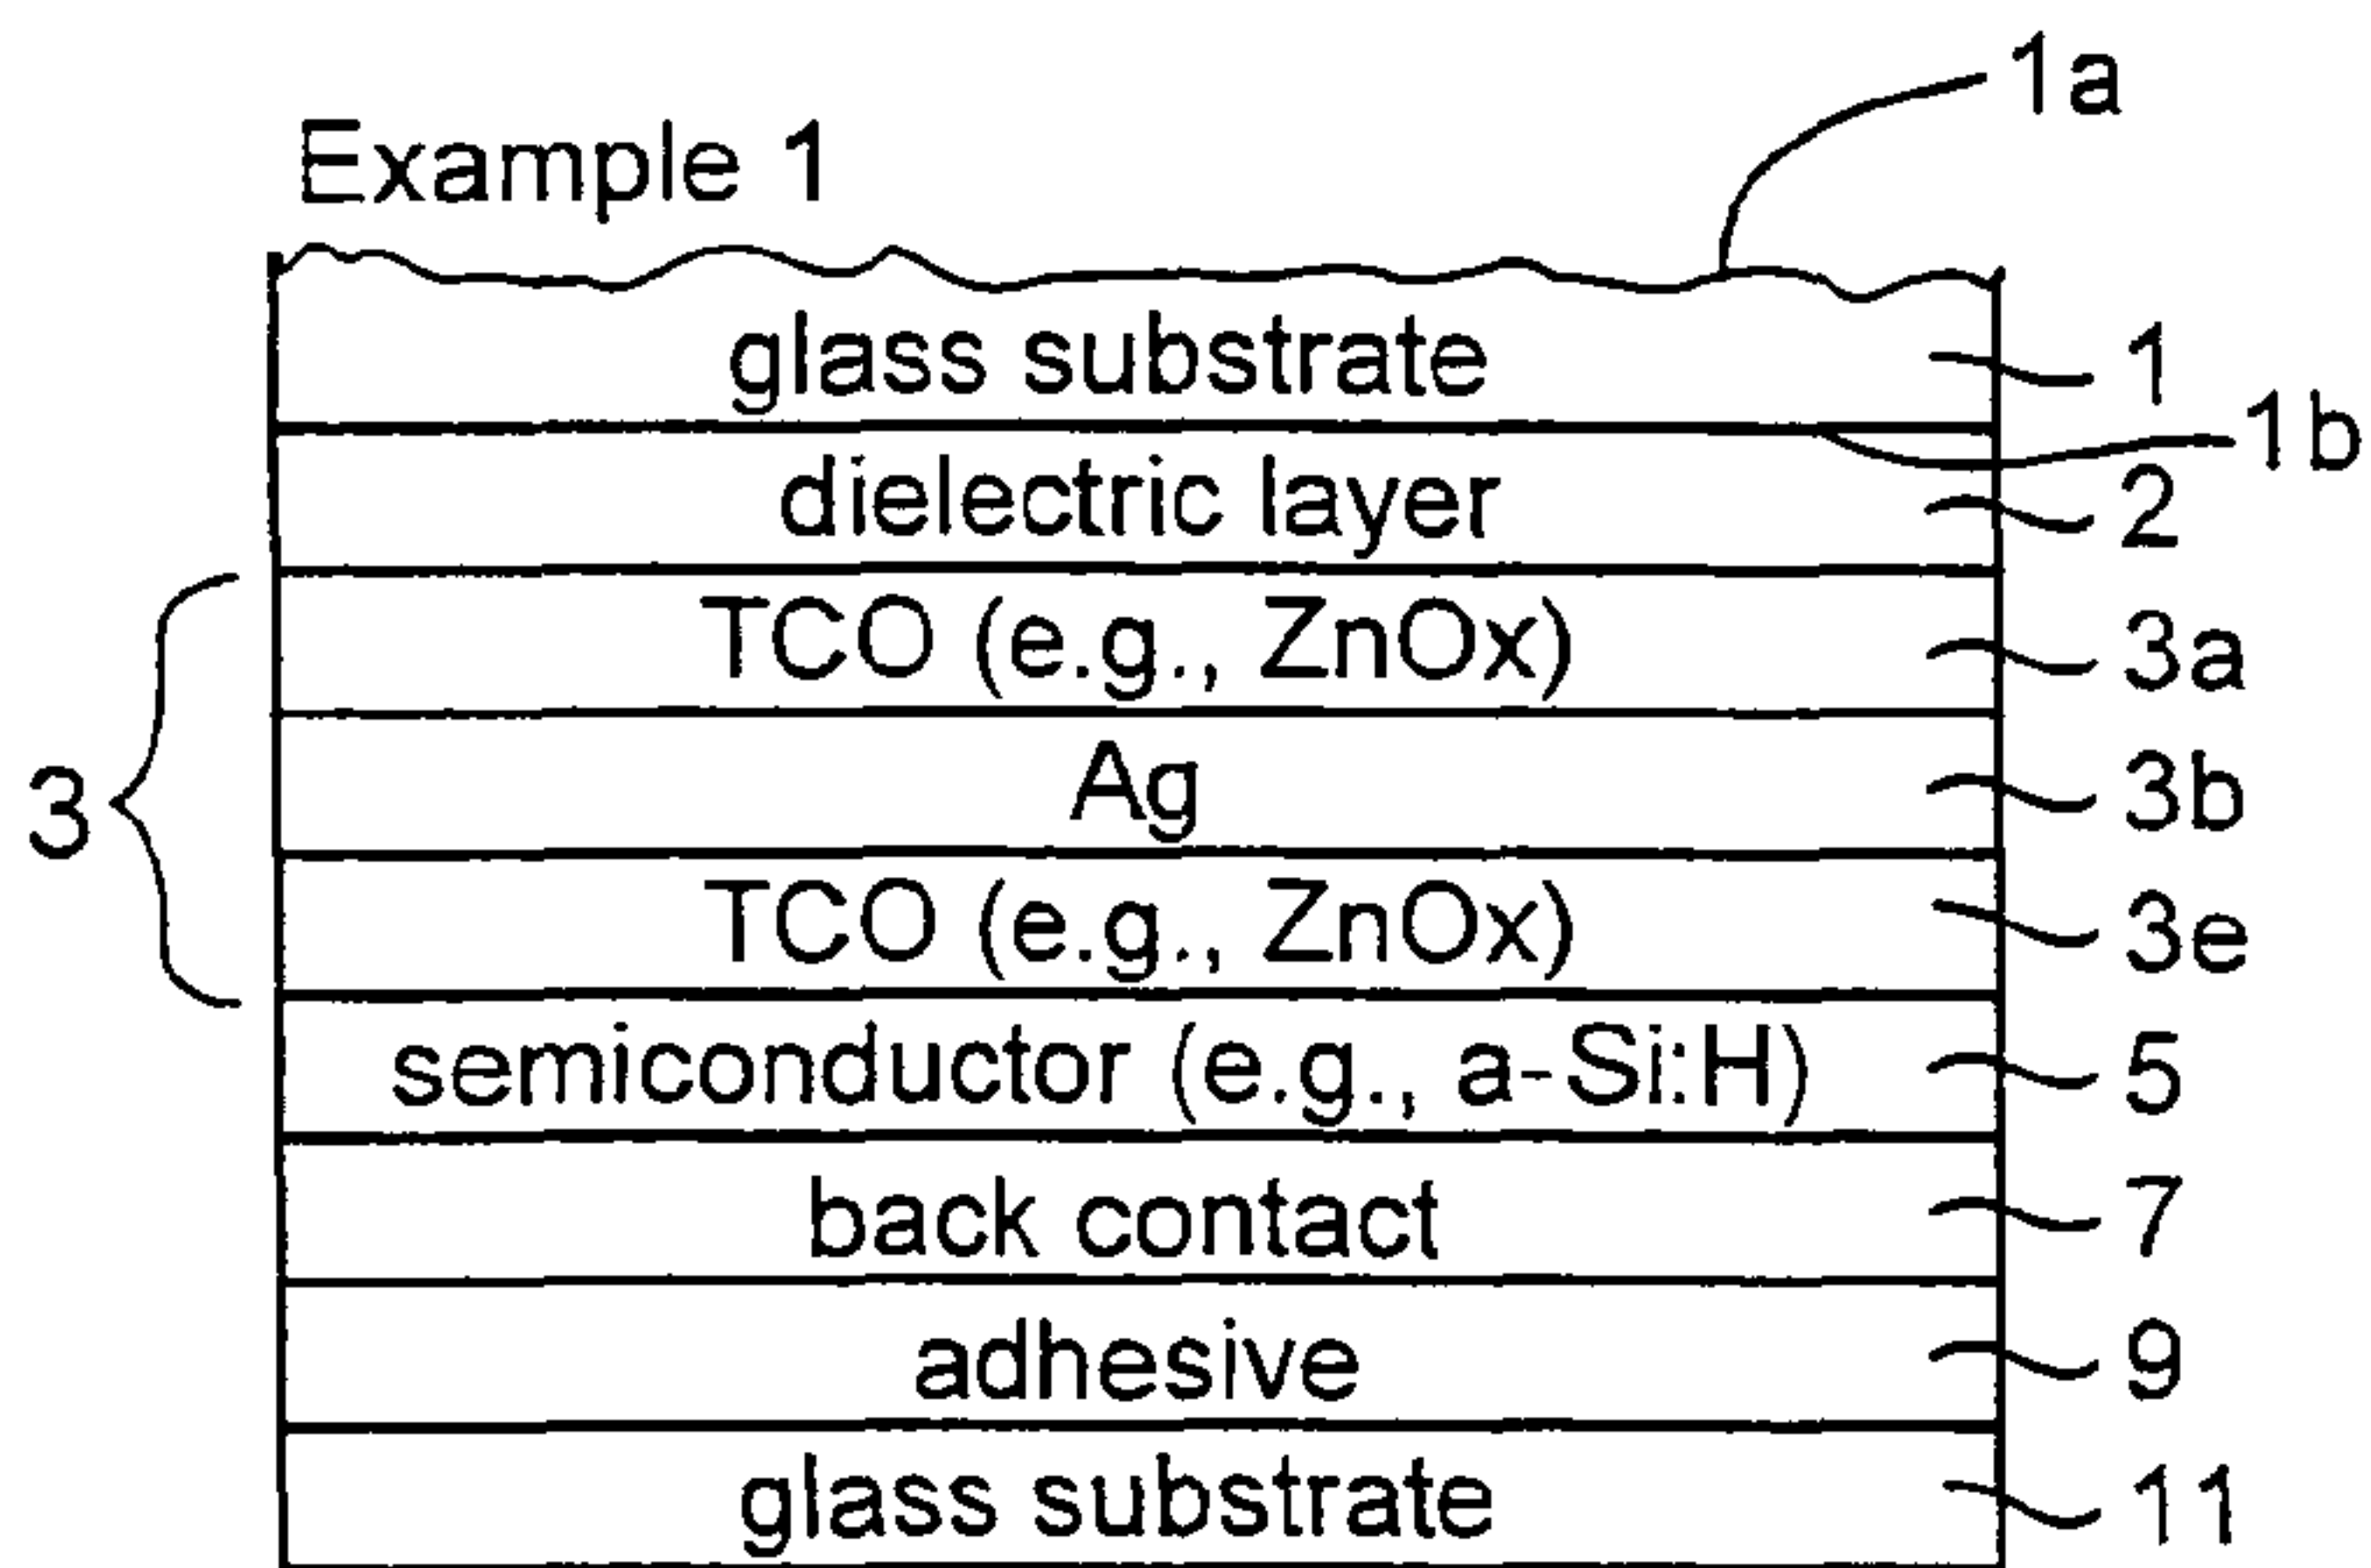 1a
Example 1
glass substrate 1
1b
dielectric layer 2
TCO (e.g., ZnOx) 3a
Ag 3b
3
TCO (e.g., ZnOx) 3e
semiconductor (e.g., a-Si:H) 5
back contact 7
adhesive 9
glass substrate 11